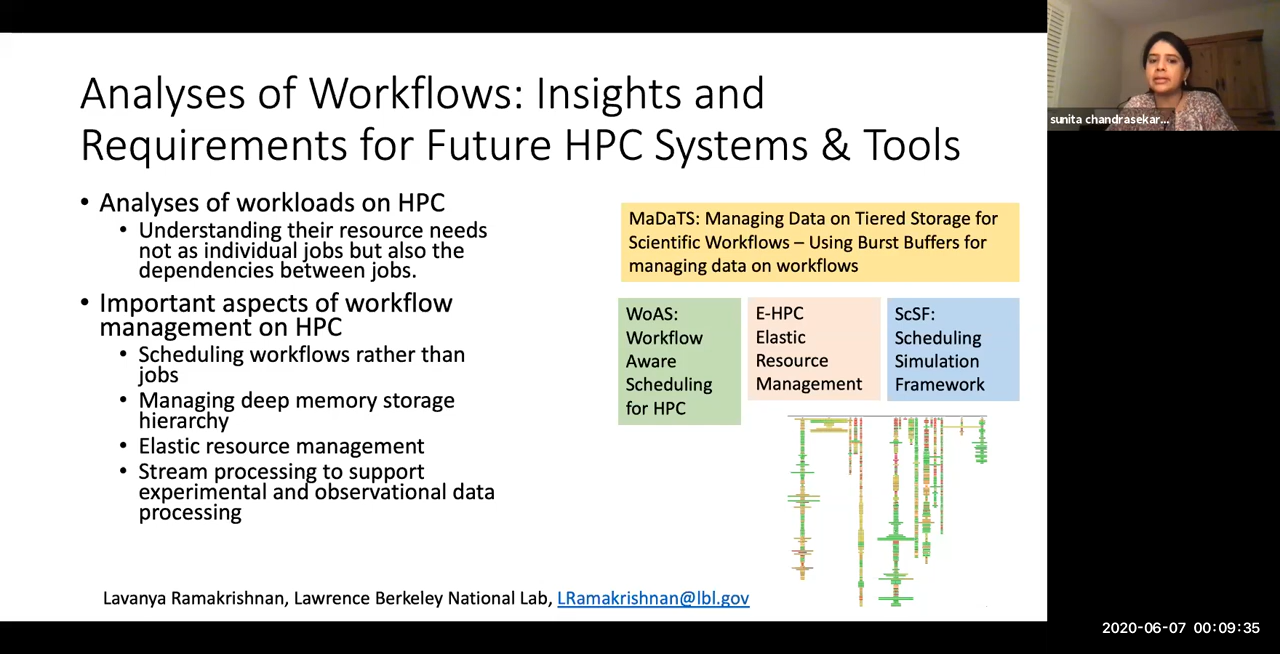 Analyses of Workflows: Insights and
Requirements for Future HPC Systems & Tools
• Analyses of workloads on HPC
• Understanding their resource needs
not as individual jobs but also the
dependencies between jobs.
• Important aspects of workflow
management on HPC
• Scheduling workflows rather than
jobs
• Managing deep memory storage
hierarchy
• Elastic resource management
• Stream processing to support
experimental and observational data
processing
MaDaTS: Managing Data on Tiered Storage for
Scientific Workflows – Using Burst Buffers for
managing data on workflows
WoAS:
Workflow
Aware
Scheduling
for HPC
E-HPC
Elastic
Resource
Management
ScSF:
Scheduling
Simulation
Framework
Lavanya Ramakrishnan, Lawrence Berkeley National Lab, LRamakrishnan@lbl.gov
sunita chandrasekar...
2020-06-07 00:09:35